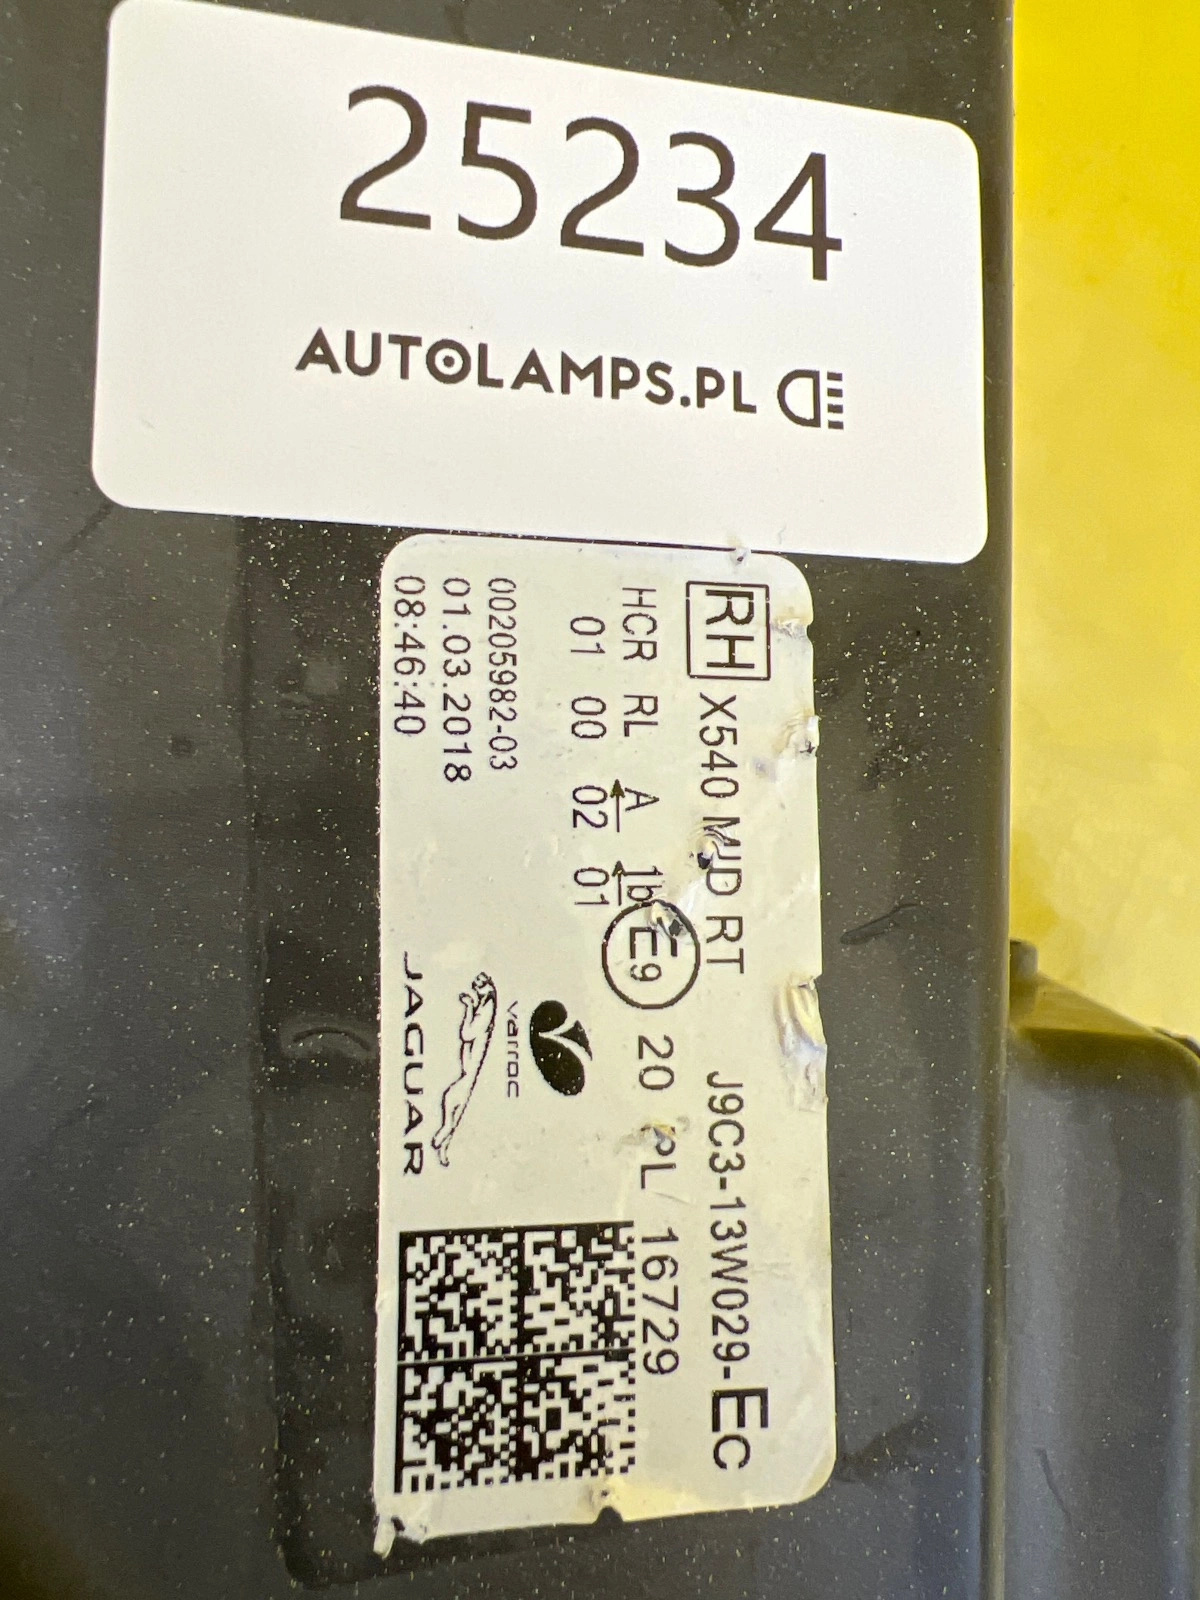 25234
AUTOLAMPS.PL
RH X540 MID RT J9C3-13W029-EC
HCR RL A 1b E9 20 PL 16729
01 00 02 01
varroc
00205982-03
01.03.2018
08:46:40
JAGUAR